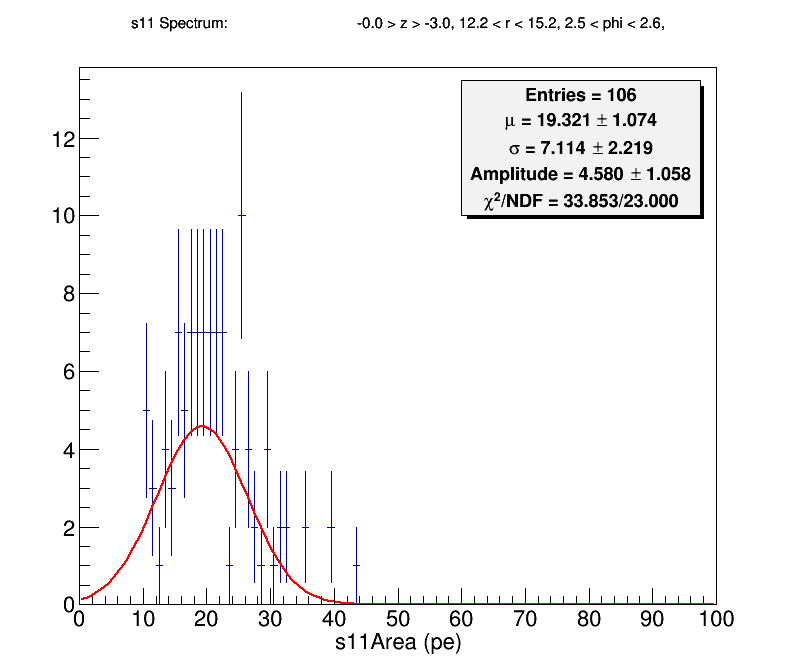 s11 Spectrum: -0.0 > z > -3.0, 12.2 < r < 15.2, 2.5 < phi < 2.6,
Entries = 106
μ = 19.321 ± 1.074
σ = 7.114 ± 2.219
Amplitude = 4.580 ± 1.058
χ²/NDF = 33.853/23.000
12
10
8
6
4
2
0
0 10 20 30 40 50 60 70 80 90 100
s11Area (pe)